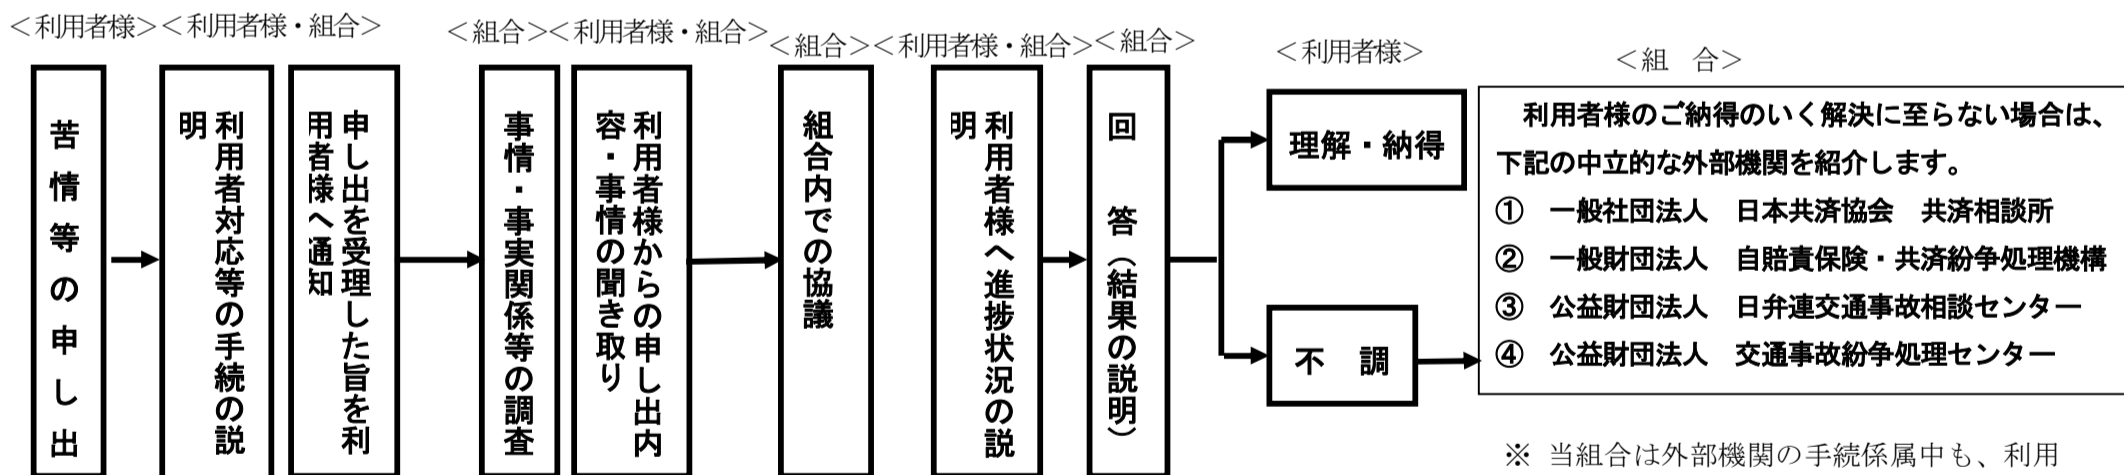 ＜利用者様＞
＜利用者様・組合＞
＜組合＞
＜利用者様・組合＞
＜組合＞
＜利用者様・組合＞
＜組合＞
＜利用者様＞
＜組　合＞
苦情等の申し出
利用者対応等の手続の説
明
申し出を受理した旨を利
用者様へ通知
事情・事実関係等の調査
利用者様からの申し出内
容・事情の聞き取り
組合内での協議
利用者様へ進捗状況の説
明
回　答（結果の説明）
理解・納得
不　調
利用者様のご納得のいく解決に至らない場合は、
下記の中立的な外部機関を紹介します。
①　一般社団法人　日本共済協会　共済相談所
②　一般財団法人　自賠責保険・共済紛争処理機構
③　公益財団法人　日弁連交通事故相談センター
④　公益財団法人　交通事故紛争処理センター
※ 当組合は外部機関の手続係属中も、利用